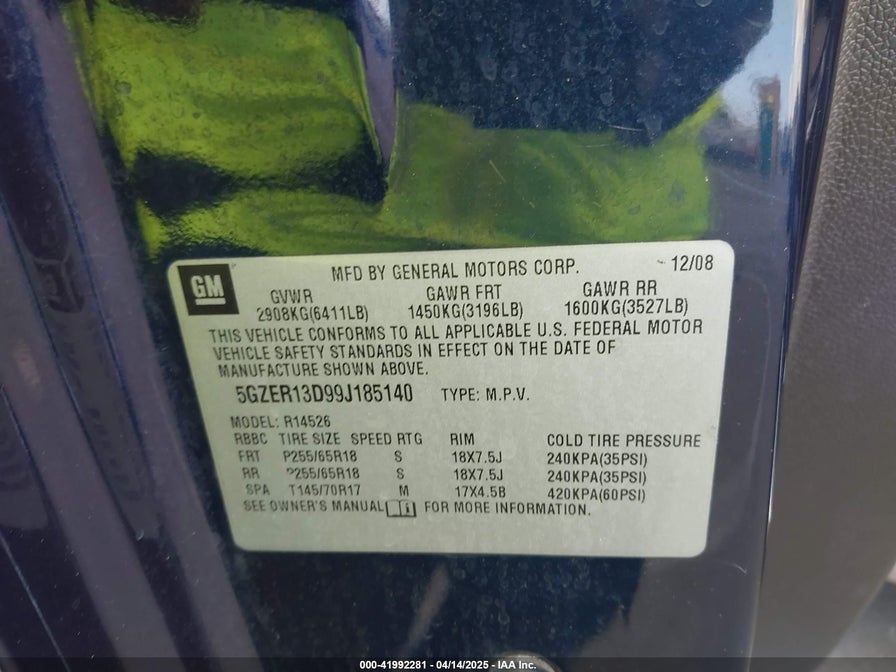 GM
MFD BY GENERAL MOTORS CORP. 12/08
GVWR GAWR FRT GAWR RR
2908KG(6411LB) 1450KG(3196LB) 1600KG(3527LB)
THIS VEHICLE CONFORMS TO ALL APPLICABLE U.S. FEDERAL MOTOR
VEHICLE SAFETY STANDARDS IN EFFECT ON THE DATE OF
MANUFACTURE SHOWN ABOVE.
5GZER13D99J185140 TYPE: M.P.V.
MODEL: R14526
RBBC TIRE SIZE SPEED RTG RIM COLD TIRE PRESSURE
FRT P255/65R18 S 18X7.5J 240KPA(35PSI)
RR P255/65R18 S 18X7.5J 240KPA(35PSI)
SPA T145/70R17 M 17X4.5B 420KPA(60PSI)
SEE OWNER'S MANUAL FOR MORE INFORMATION.
000-41992281 - 04/14/2025 - IAA Inc.